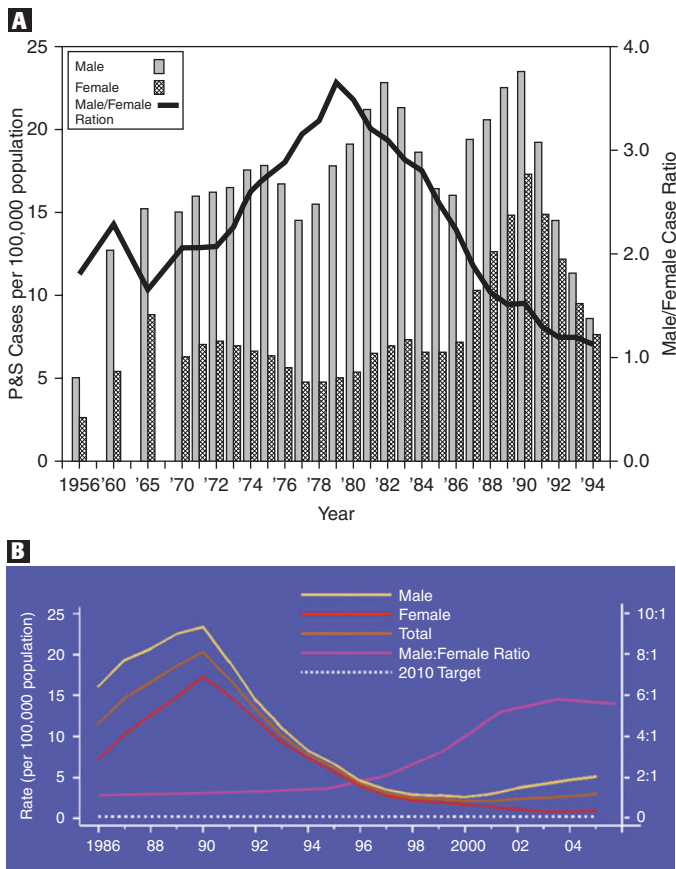 A
25
20
15
10
5
0
P&S Cases per 100,000 population
Male
Female
Male/Female
Ration
4.0
3.0
2.0
1.0
0.0
Male/Female Case Ratio
1956 '60 '65 '70 '72 '74 '76 '78 '80 '82 '84 '86 '88 '90 '92 '94
Year
B
25
20
15
10
5
0
Rate (per 100,000 population)
Male
Female
Total
Male:Female Ratio
2010 Target
10:1
8:1
6:1
4:1
2:1
0
1986 88 90 92 94 96 98 2000 02 04